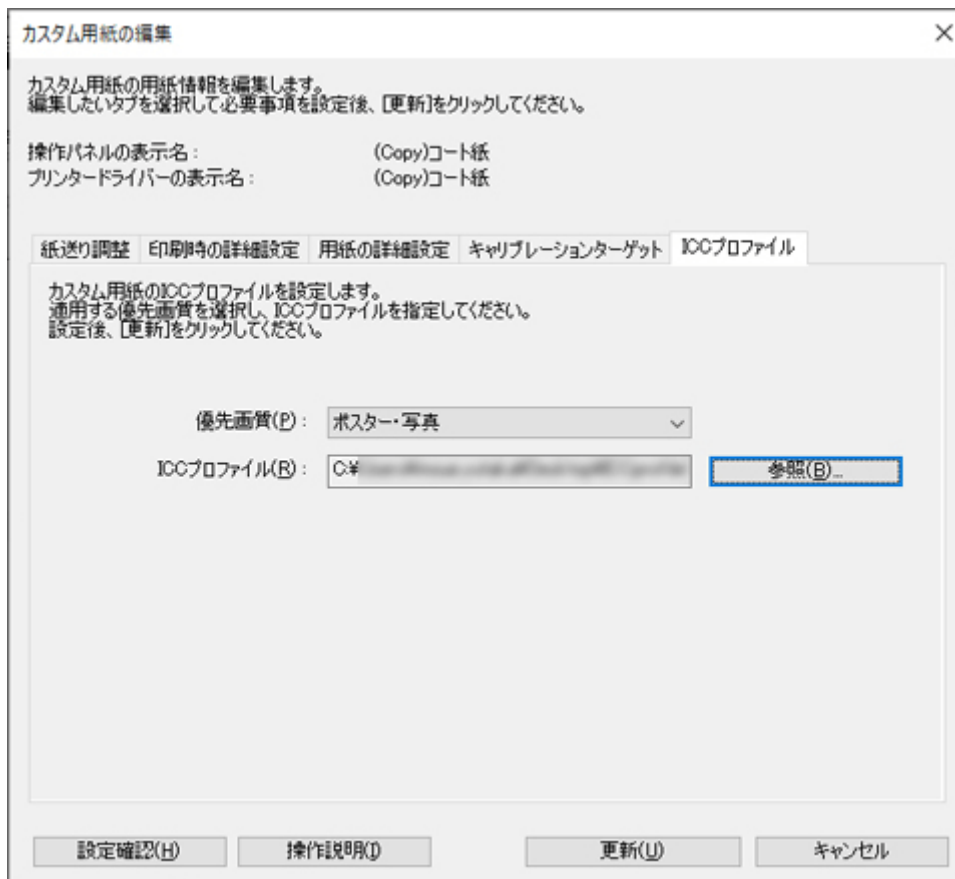 カスタム用紙の編集
カスタム用紙の用紙情報を編集します。
編集したいタブを選択して必要事項を設定後、[更新]をクリックしてください。
操作パネルの表示名： (Copy)コート紙
プリンタードライバーの表示名： (Copy)コート紙
紙送り調整 印刷時の詳細設定 用紙の詳細設定 キャリブレーションターゲット ICCプロファイル
カスタム用紙のICCプロファイルを設定します。
適用する優先画質を選択し、ICCプロファイルを指定してください。
設定後、[更新]をクリックしてください。
優先画質(P)： ポスター・写真
ICCプロファイル(R)： C:¥ 参照(B)...
設定確認(H) 操作説明(I) 更新(U) キャンセル